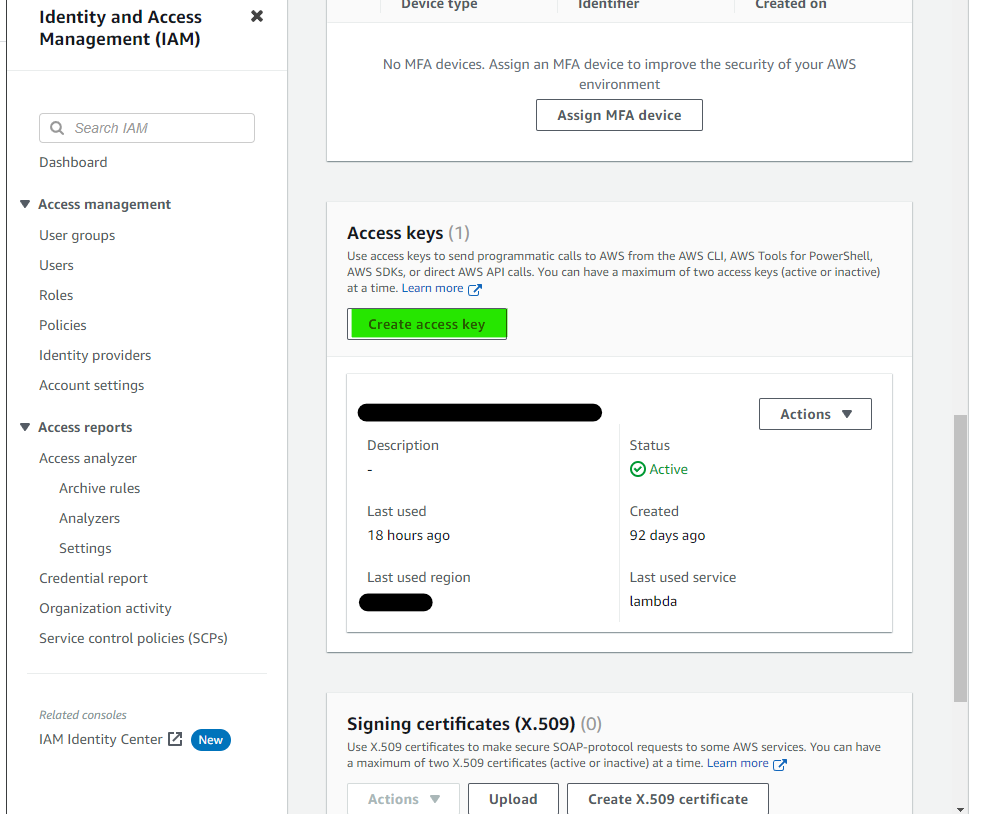 Identity and Access
Management (IAM)
Search IAM
Dashboard
Access management
User groups
Users
Roles
Policies
Identity providers
Account settings
Access reports
Access analyzer
Archive rules
Analyzers
Settings
Credential report
Organization activity
Service control policies (SCPs)
Related consoles
IAM Identity Center New
Device type Identifier Created on
No MFA devices. Assign an MFA device to improve the security of your AWS
environment
Assign MFA device
Access keys (1)
Use access keys to send programmatic calls to AWS from the AWS CLI, AWS Tools for PowerShell,
AWS SDKs, or direct AWS API calls. You can have a maximum of two access keys (active or inactive)
at a time. Learn more
Create access key
Actions
Description
-
Status
Active
Last used
18 hours ago
Created
92 days ago
Last used region
Last used service
lambda
Signing certificates (X.509) (0)
Use X.509 certificates to make secure SOAP-protocol requests to some AWS services. You can have
a maximum of two X.509 certificates (active or inactive) at a time. Learn more
Actions Upload Create X.509 certificate